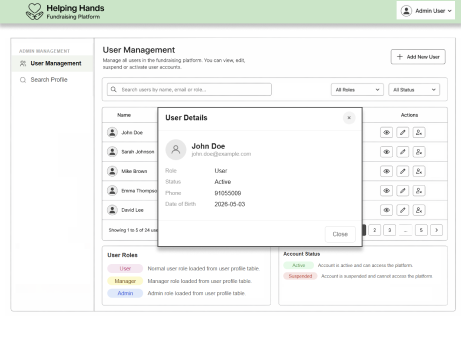 Helping Hands
Fundraising Platform
Admin User
ADMIN MANAGEMENT
User Management
Search Profile
User Management
Manage all users in the fundraising platform. You can view, edit,
suspend or activate user accounts.
+ Add New User
Search users by name, email or role...
All Roles
All Status
Name
Actions
John Doe
Sarah Johnson
Mike Brown
Emma Thompso
David Lee
Showing 1 to 5 of 24 use
2 3 ... 5 >
User Details
×
John Doe
john.doe@example.com
Role User
Status Active
Phone 91055009
Date of Birth 2026-05-03
Close
User Roles
User Normal user role loaded from user profile table.
Manager Manager role loaded from user profile table.
Admin Admin role loaded from user profile table.
Account Status
Active Account is active and can access the platform.
Suspended Account is suspended and cannot access the platform